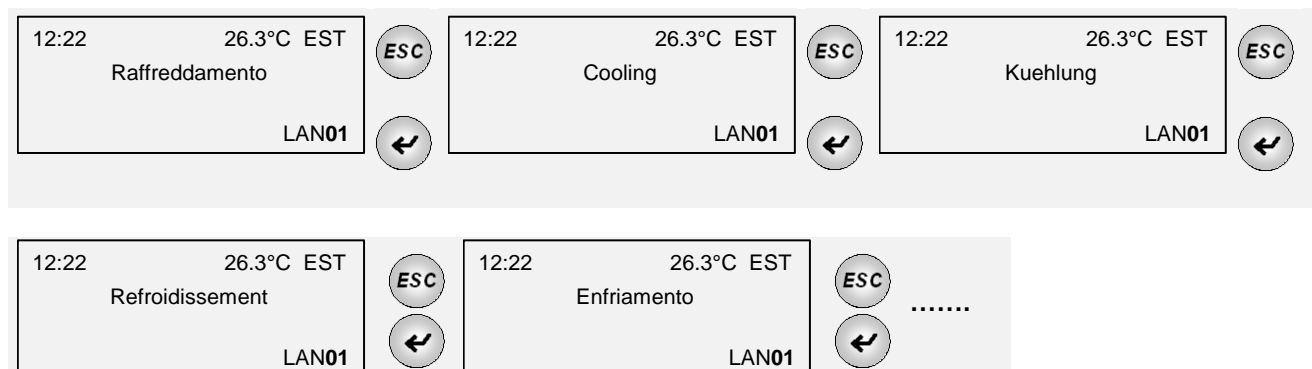 12:22 26.3°C EST
Raffreddamento
LAN01
ESC
12:22 26.3°C EST
Cooling
LAN01
ESC
12:22 26.3°C EST
Kuehlung
LAN01
ESC
12:22 26.3°C EST
Refroidissement
LAN01
ESC
12:22 26.3°C EST
Enfriamento
LAN01
ESC
.......